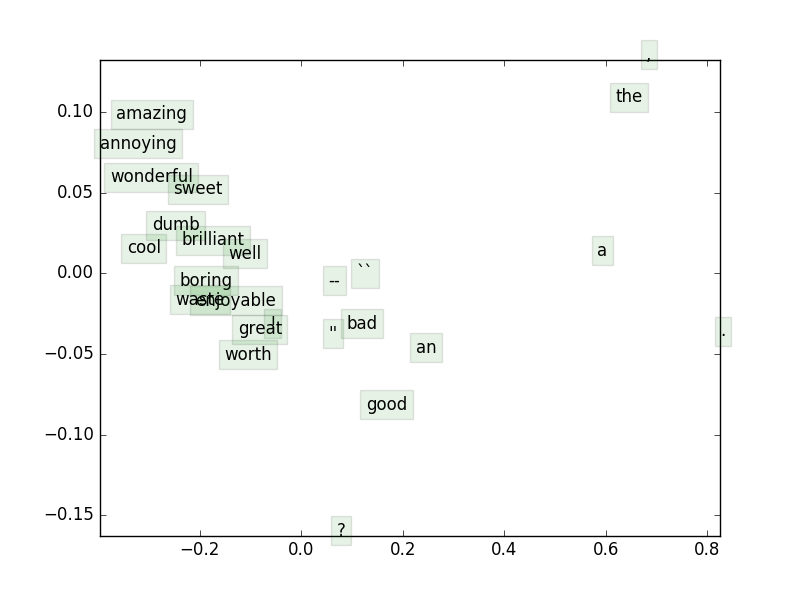 ,
the
0.10
amazing
annoying
wonderful
0.05
sweet
dumb
brilliant
cool
well
a
0.00
boring
--
``
waste
enjoyable
great
!
"
bad
.
−0.05
worth
an
good
−0.10
−0.15
?
−0.2 0.0 0.2 0.4 0.6 0.8